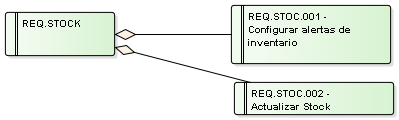 REQ.STOCK
REQ.STOC.001 -
Configurar alertas de
inventario
REQ.STOC.002 -
Actualizar Stock